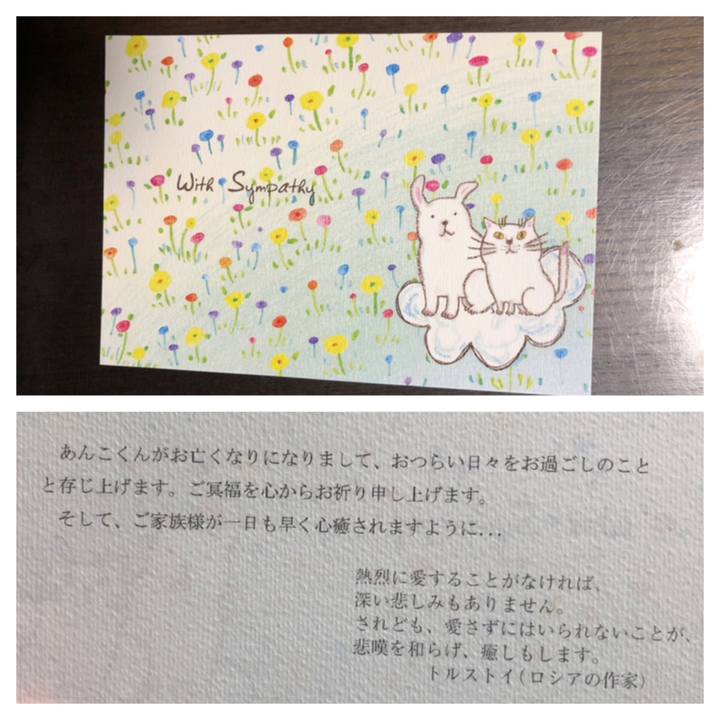 With Sympathy
あんこくんがお亡くなりになりまして、おつらい日々をお過ごしのこと
と存じ上げます。ご冥福を心からお祈り申し上げます。
そして、ご家族様が一日も早く心癒されますように...
熱烈に愛することがなければ、
深い悲しみもありません。
されども、愛さずにはいられないことが、
悲嘆を和らげ、癒しもします。
トルストイ(ロシアの作家)